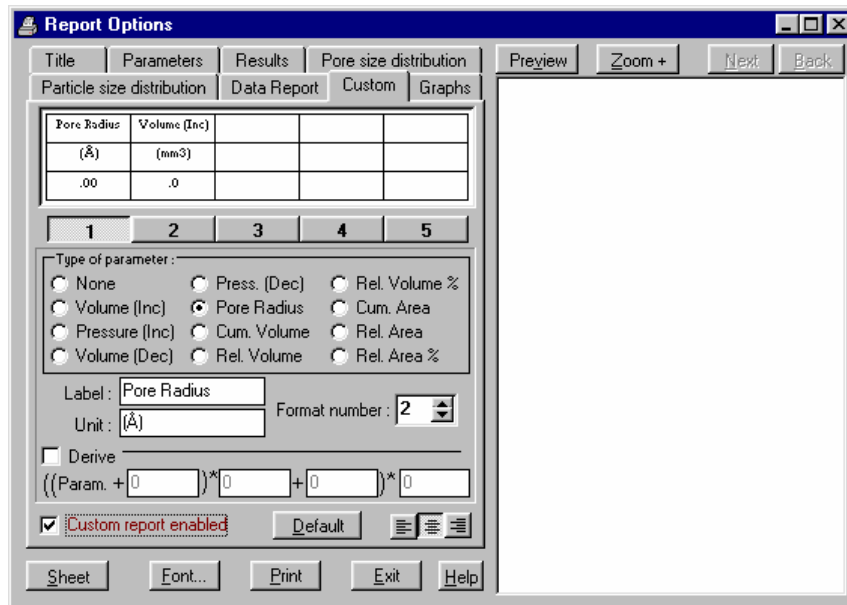 Report Options
Title Parameters Results Pore size distribution
Particle size distribution Data Report Custom Graphs
Preview Zoom + Next Back
Pore Radius Volume (Inc)
(Å) (mm3)
.00 .0
1 2 3 4 5
Type of parameter :
None Press. (Dec) Rel. Volume %
Volume (Inc) Pore Radius Cum. Area
Pressure (Inc) Cum. Volume Rel. Area
Volume (Dec) Rel. Volume Rel. Area %
Label : Pore Radius
Format number : 2
Unit : (Å)
Derive
((Param. + 0 )* 0 + 0 )* 0
Custom report enabled Default
Sheet Font... Print Exit Help